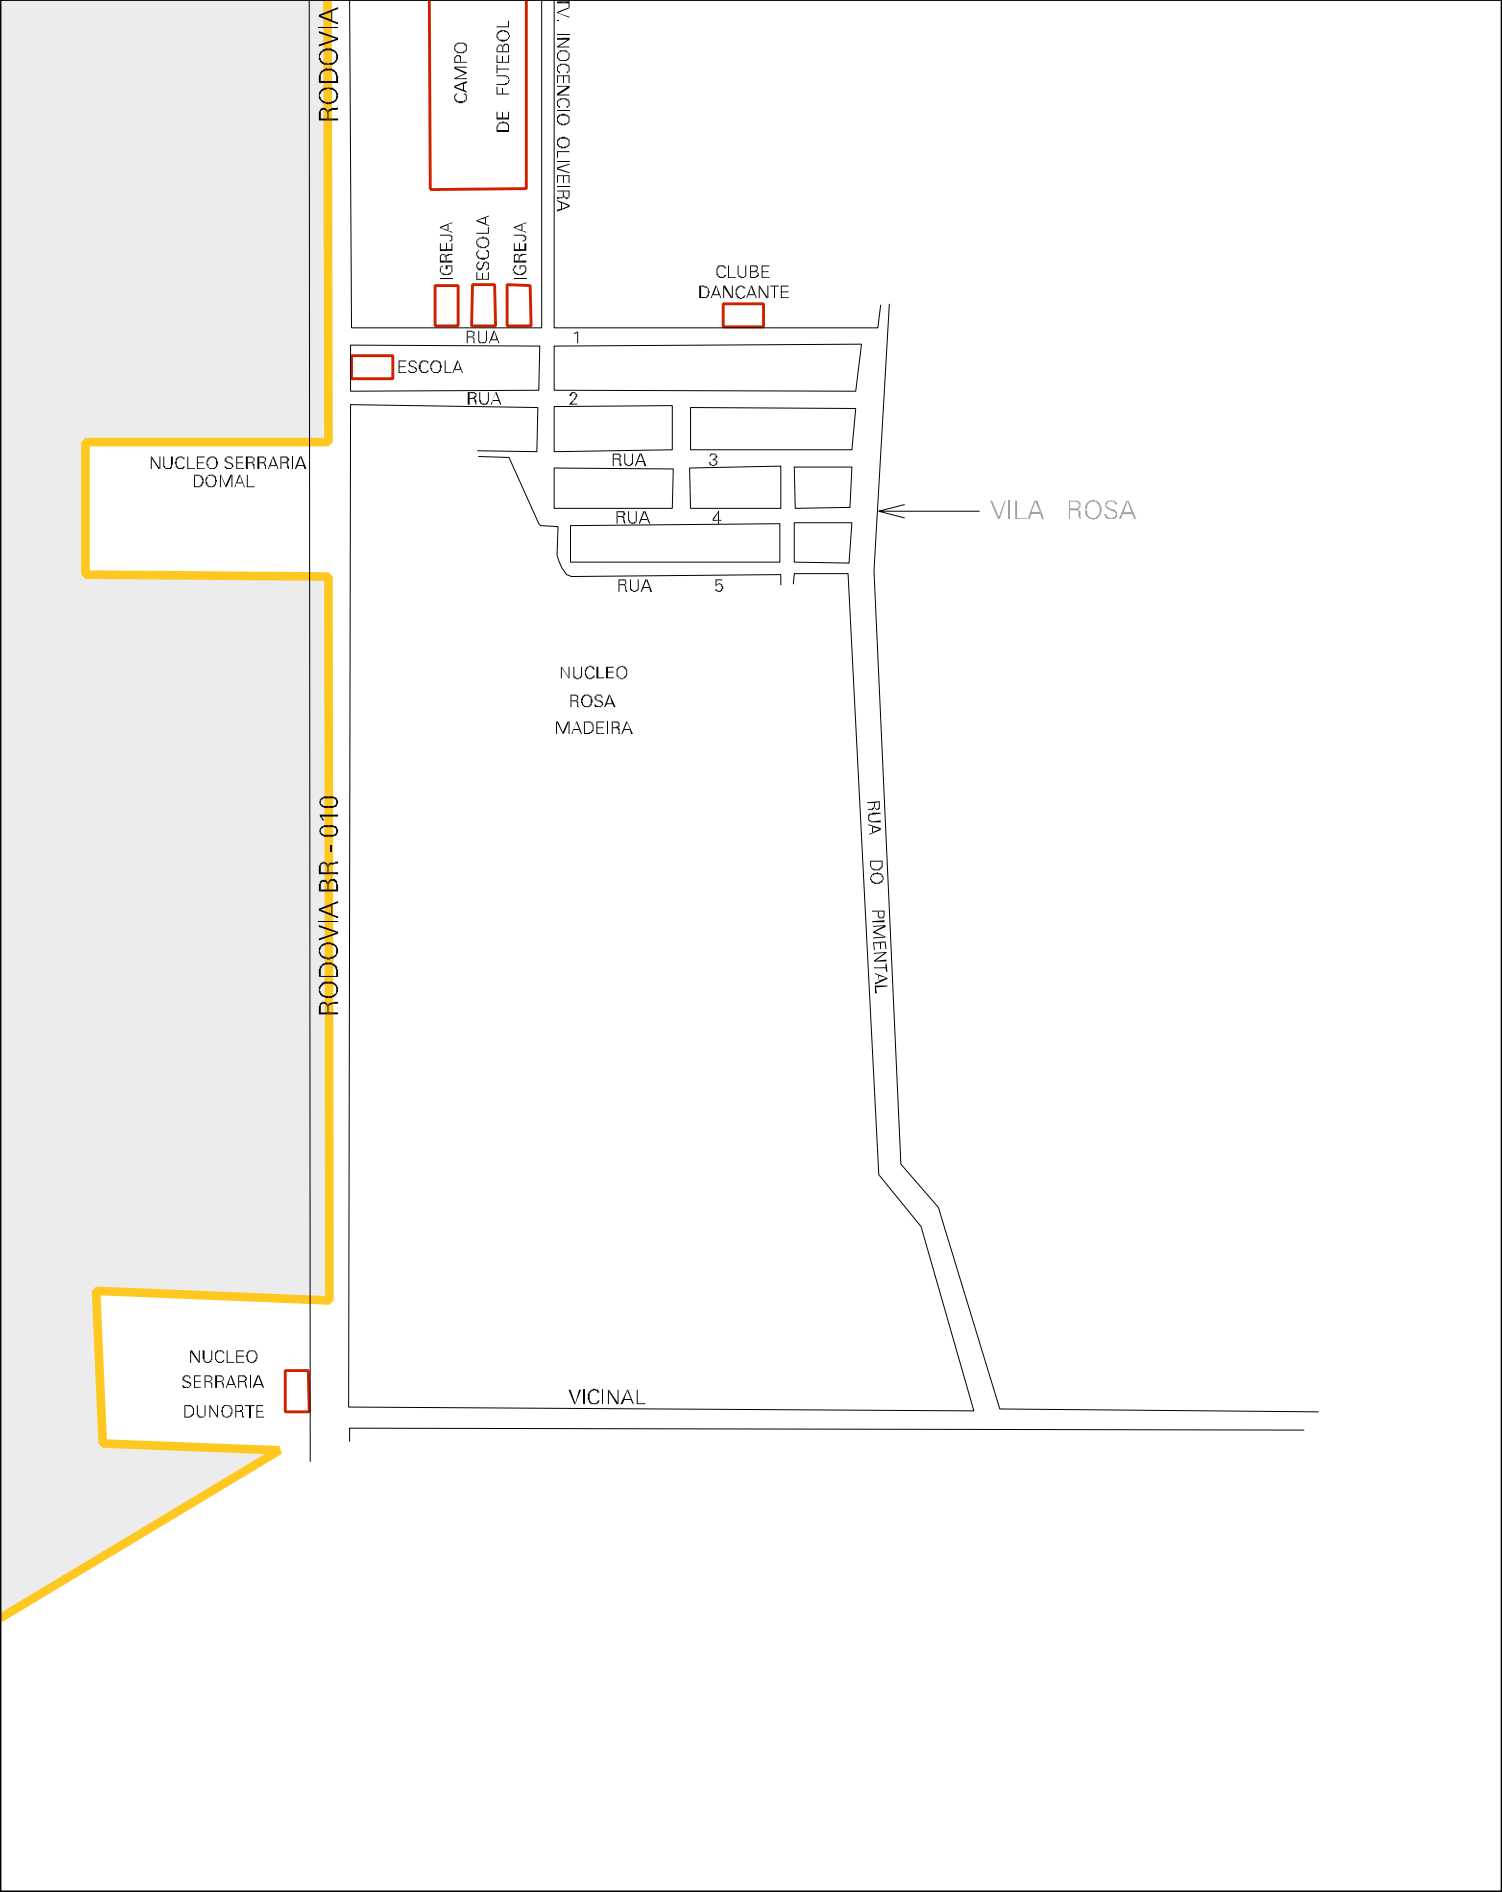 RODOVIA
CAMPO
DE FUTEBOL
TV. INOCENCIO OLIVEIRA
IGREJA
ESCOLA
IGREJA
CLUBE
DANCANTE
RUA 1
ESCOLA
RUA 2
NUCLEO SERRARIA
DOMAL
RUA 3
VILA ROSA
RUA 4
RUA 5
NUCLEO
ROSA
MADEIRA
RODOVIA BR - 010
RUA DO PIMENTAL
NUCLEO
SERRARIA
DUNORTE
VICINAL